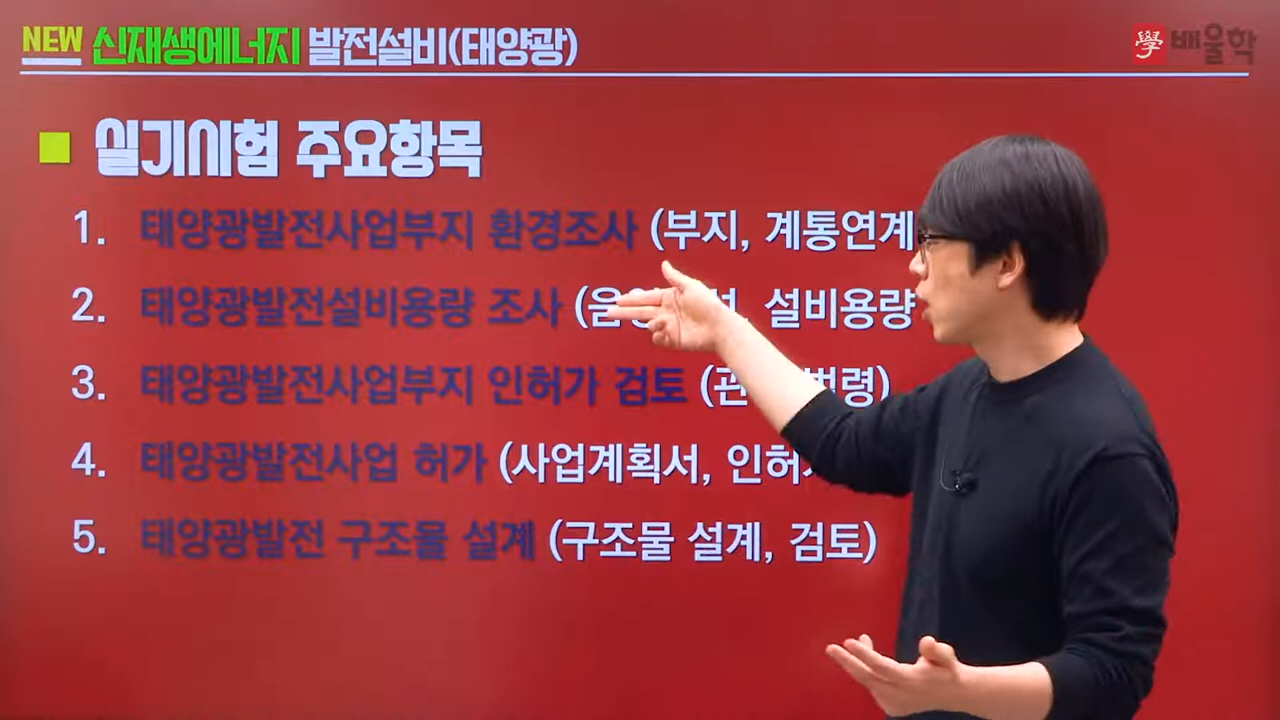 NEW 신재생에너지 발전설비(태양광)
學 배울학
실기시험 주요항목
1. 태양광발전사업부지 환경조사 (부지, 계통연계
2. 태양광발전설비용량 조사 설비용량
3. 태양광발전사업부지 인허가 검토
4. 태양광발전사업 허가 (사업계획서,
5. 태양광발전 구조물 설계 (구조물 설계, 검토)